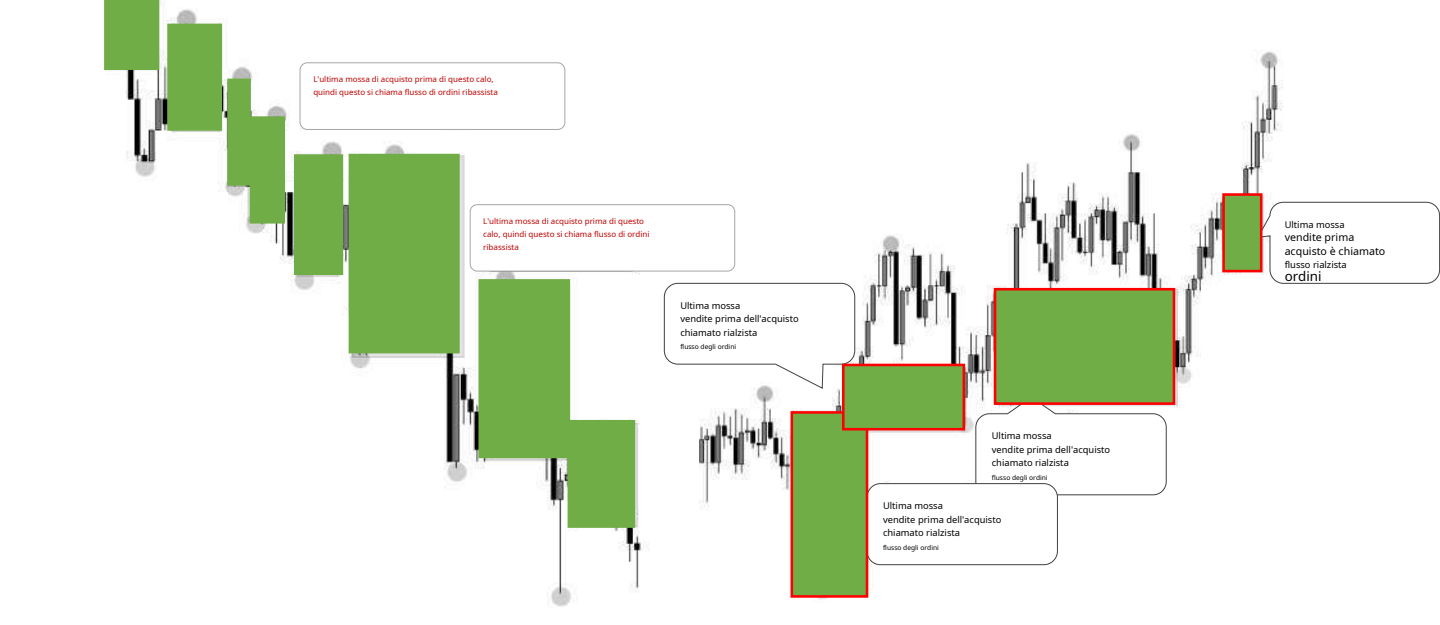 L'ultima mossa di acquisto prima di questo calo,
quindi questo si chiama flusso di ordini ribassista
L'ultima mossa di acquisto prima di questo
calo, quindi questo si chiama flusso di ordini
ribassista
Ultima mossa
vendite prima dell'acquisto
chiamato rialzista
flusso degli ordini
Ultima mossa
vendite prima
acquisto è chiamato
flusso rialzista
ordini
Ultima mossa
vendite prima dell'acquisto
chiamato rialzista
flusso degli ordini
Ultima mossa
vendite prima dell'acquisto
chiamato rialzista
flusso degli ordini